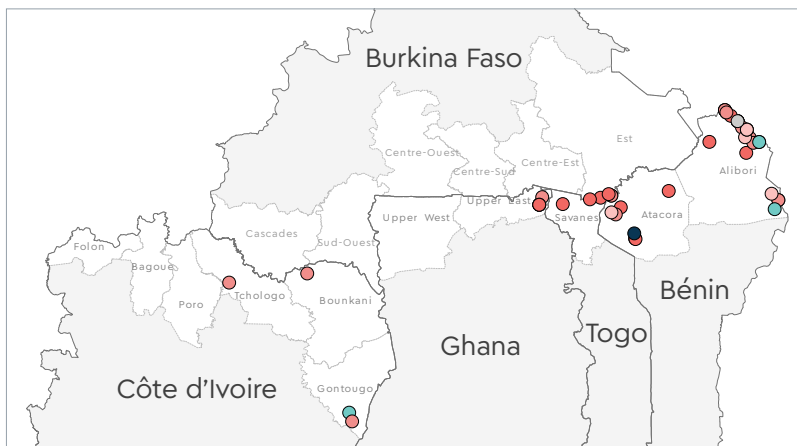 Burkina Faso
Est
Centre-Ouest
Centre-Est
Centre-Sud
Alibori
Upper East
Upper West
Savanes
Atacora
Cascades
Sud-Ouest
Folon
Bagoué
Poro
Tchologo
Bounkani
Bénin
Togo
Ghana
Gontougo
Côte d'Ivoire